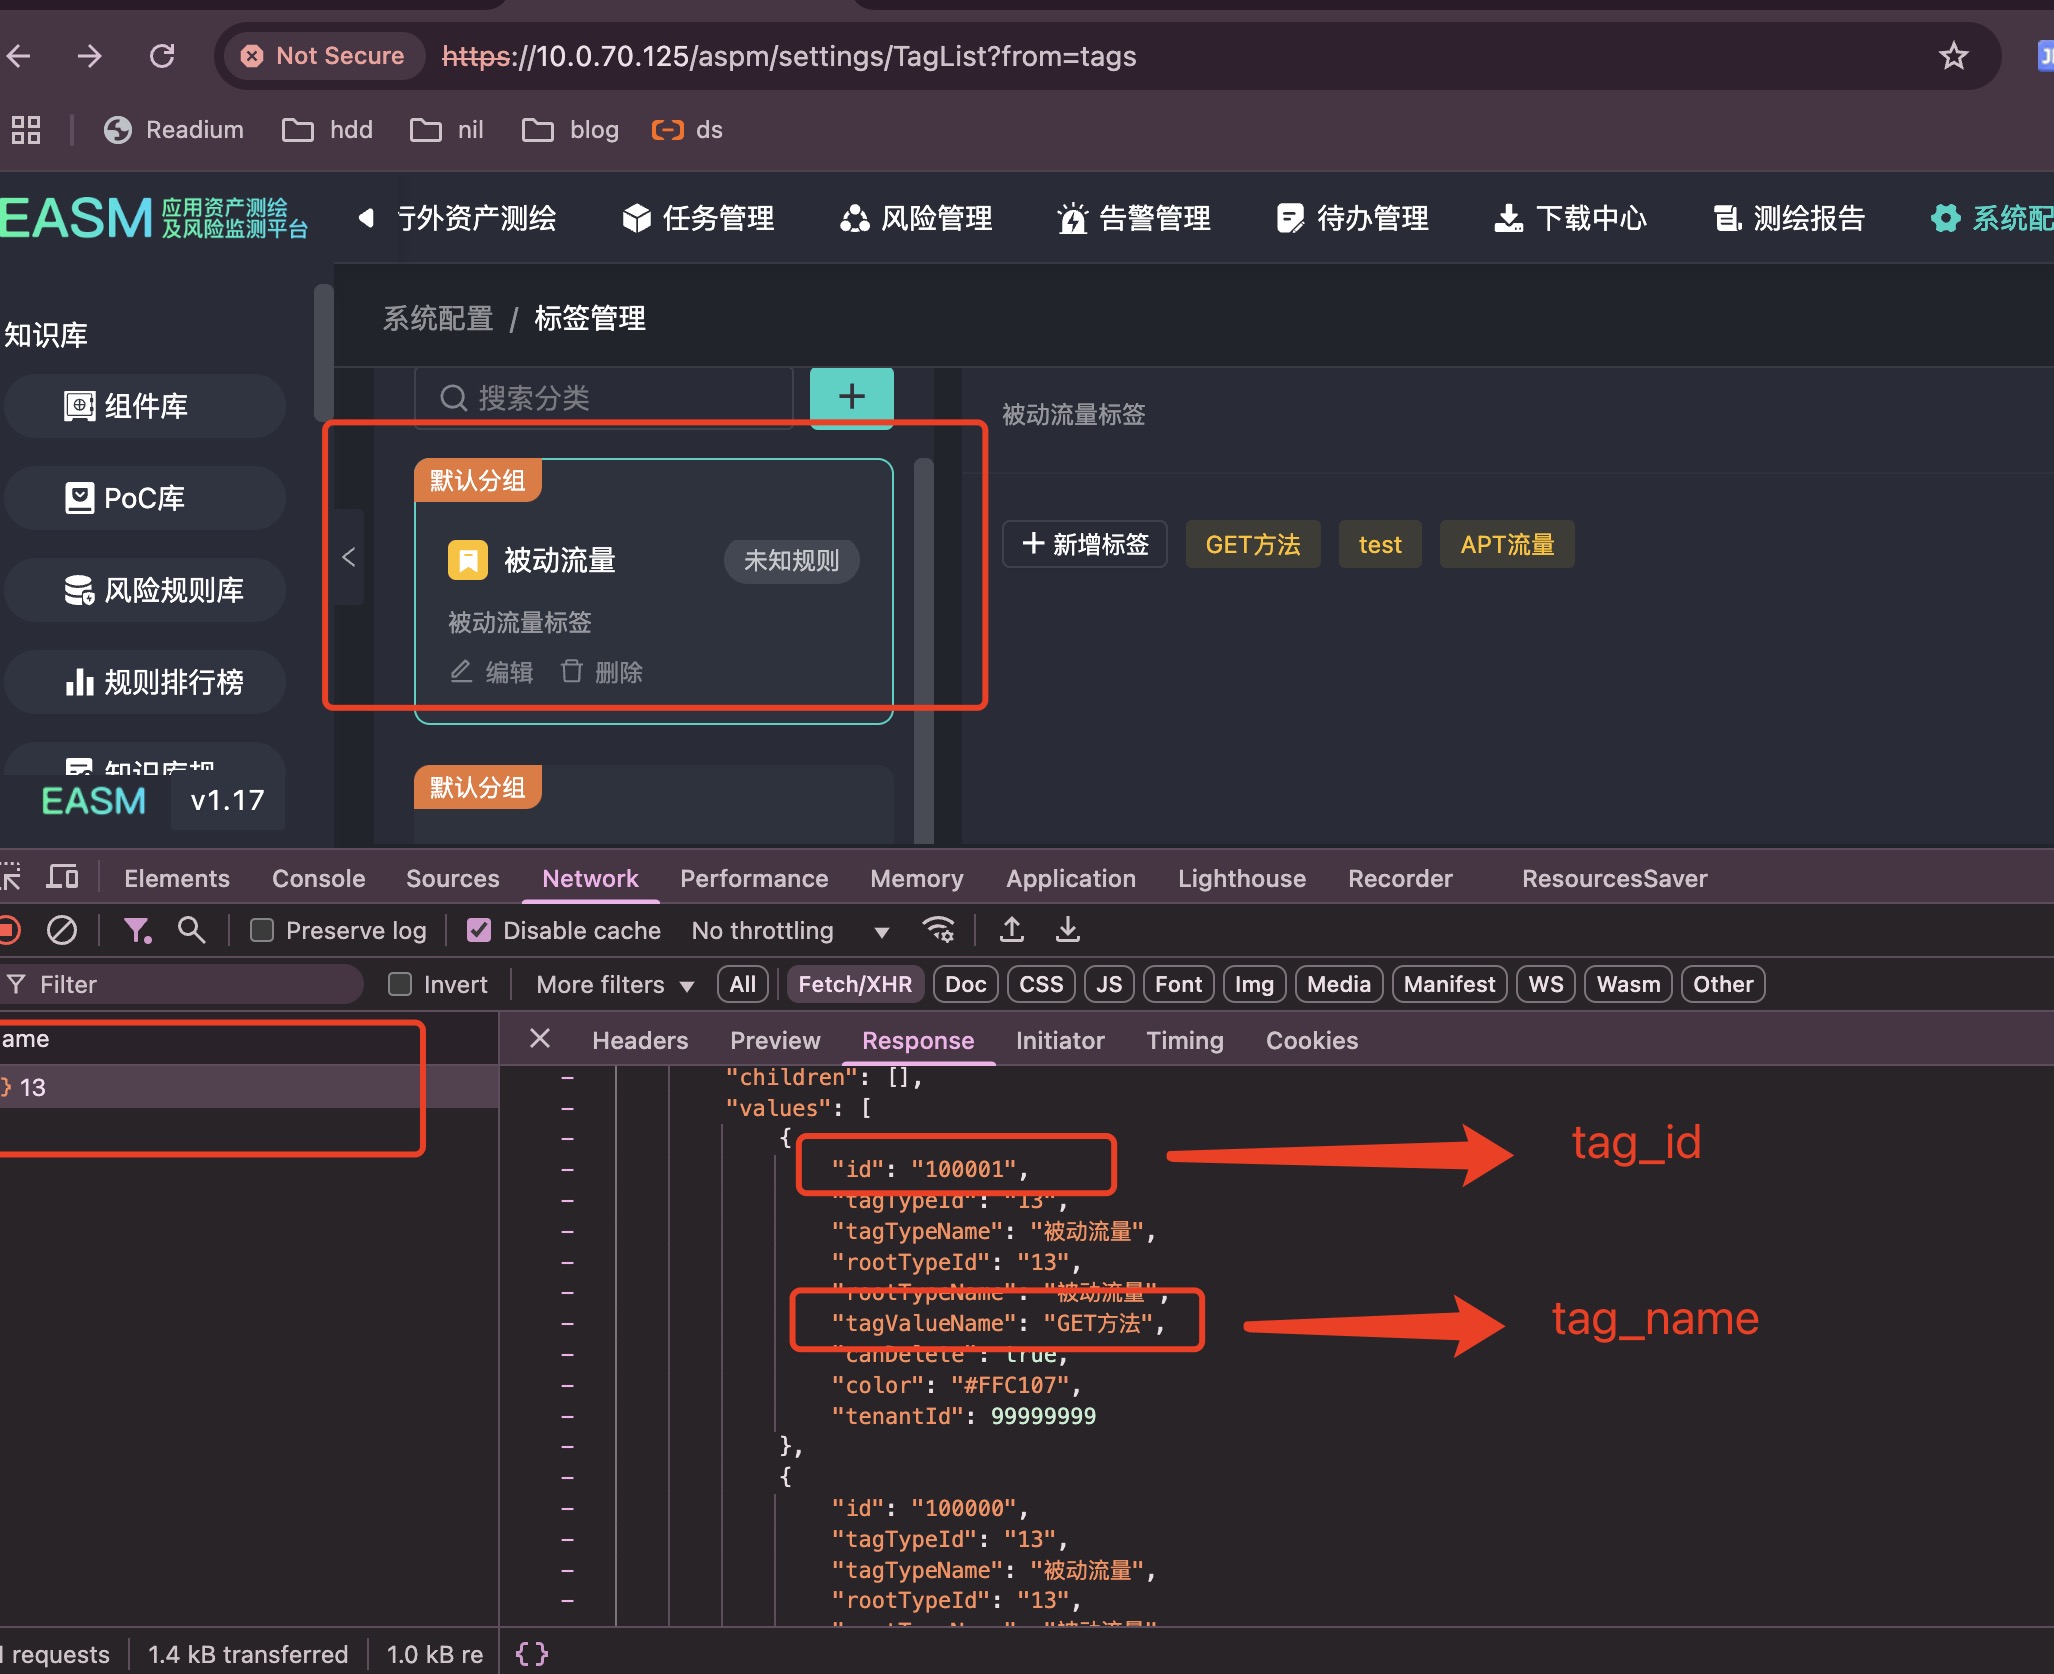 Not Secure https://10.0.70.125/aspm/settings/TagList?from=tags
Readium hdd nil blog ds
EASM 应用资产测绘
及风险监测平台
行外资产测绘 任务管理 风险管理 告警管理 待办管理 下载中心 测绘报告 系统配
知识库
组件库
PoC库
风险规则库
规则排行榜
知识库规
EASM v1.17
系统配置 / 标签管理
搜索分类
默认分组
被动流量 未知规则
被动流量标签
编辑 删除
默认分组
被动流量标签
新增标签 GET方法 test APT流量
Elements Console Sources Network Performance Memory Application Lighthouse Recorder ResourcesSaver
Preserve log Disable cache No throttling
Filter Invert More filters All Fetch/XHR Doc CSS JS Font Img Media Manifest WS Wasm Other
ame
13
Headers Preview Response Initiator Timing Cookies
"children": [],
"values": [
{
"id": "100001",
"tagTypeId": "13",
"tagTypeName": "被动流量",
"rootTypeId": "13",
"rootTypeName": "被动流量",
"tagValueName": "GET方法",
"canDelete": true,
"color": "#FFC107",
"tenantId": 99999999
},
{
"id": "100000",
"tagTypeId": "13",
"tagTypeName": "被动流量",
"rootTypeId": "13",
tag_id
tag_name
requests 1.4 kB transferred 1.0 kB re { }